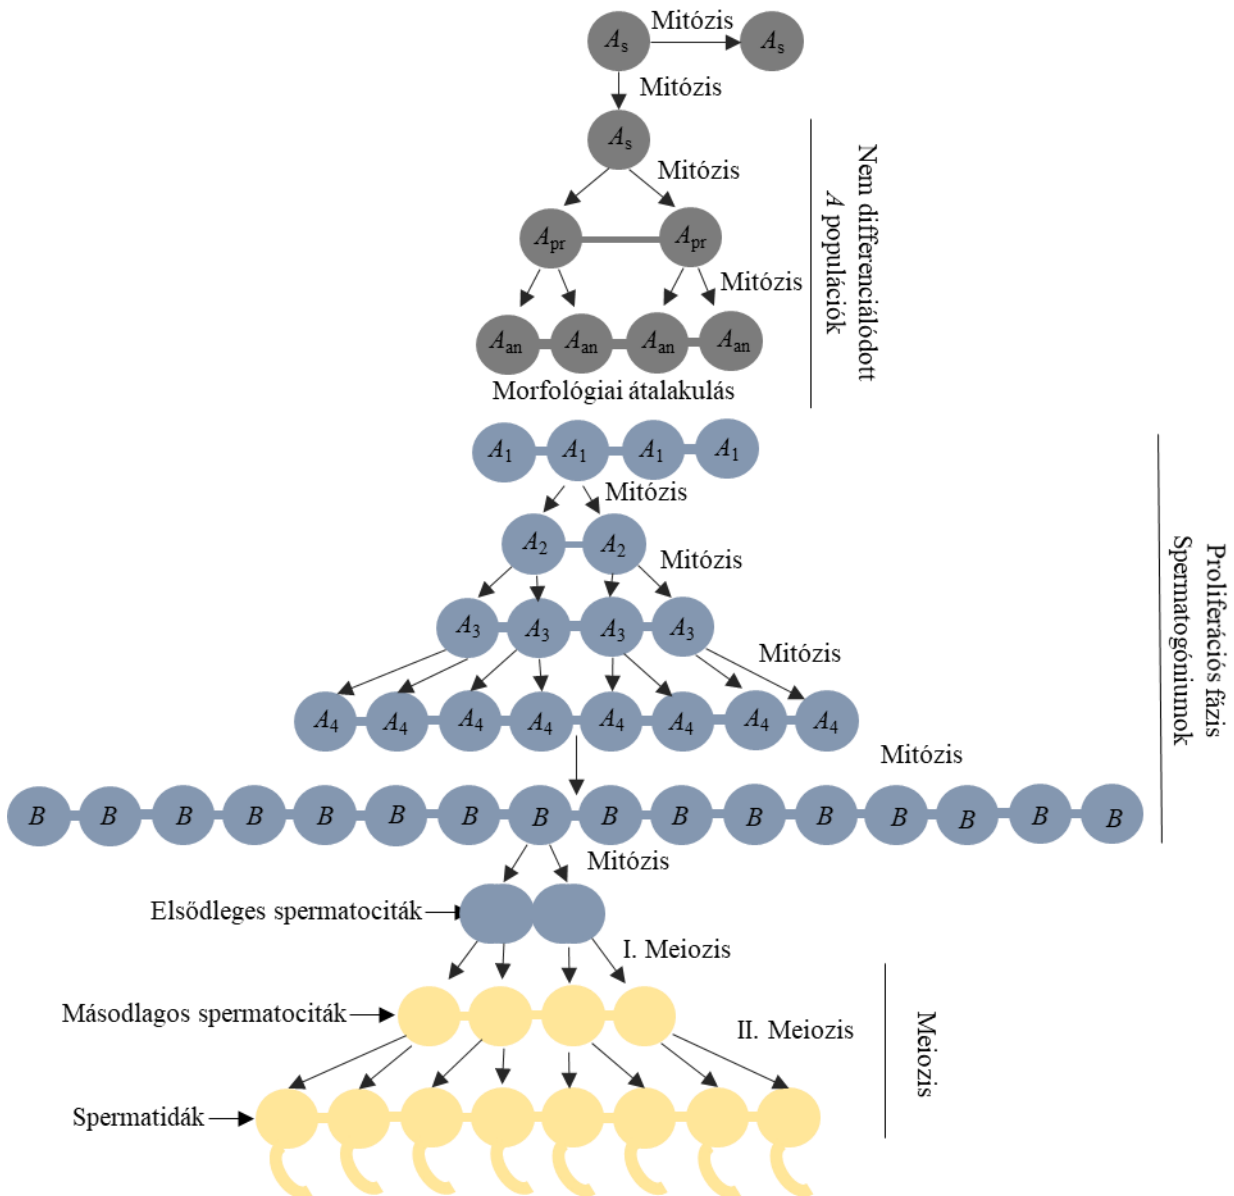 Mitózis
As As
Mitózis
As
Mitózis
Apr Apr
Mitózis
Aan Aan Aan Aan
Morfológiai átalakulás
Nem differenciálódott
A populációk
A1 A1 A1 A1
Mitózis
A2 A2
Mitózis
A3 A3 A3 A3
Mitózis
A4 A4 A4 A4 A4 A4 A4 A4
Mitózis
B B B B B B B B B B B B B B B B
Proliferációs fázis
Spermatogóniumok
Mitózis
Elsődleges spermatociták
I. Meiozis
Másodlagos spermatociták
II. Meiozis
Meiozis
Spermatidák